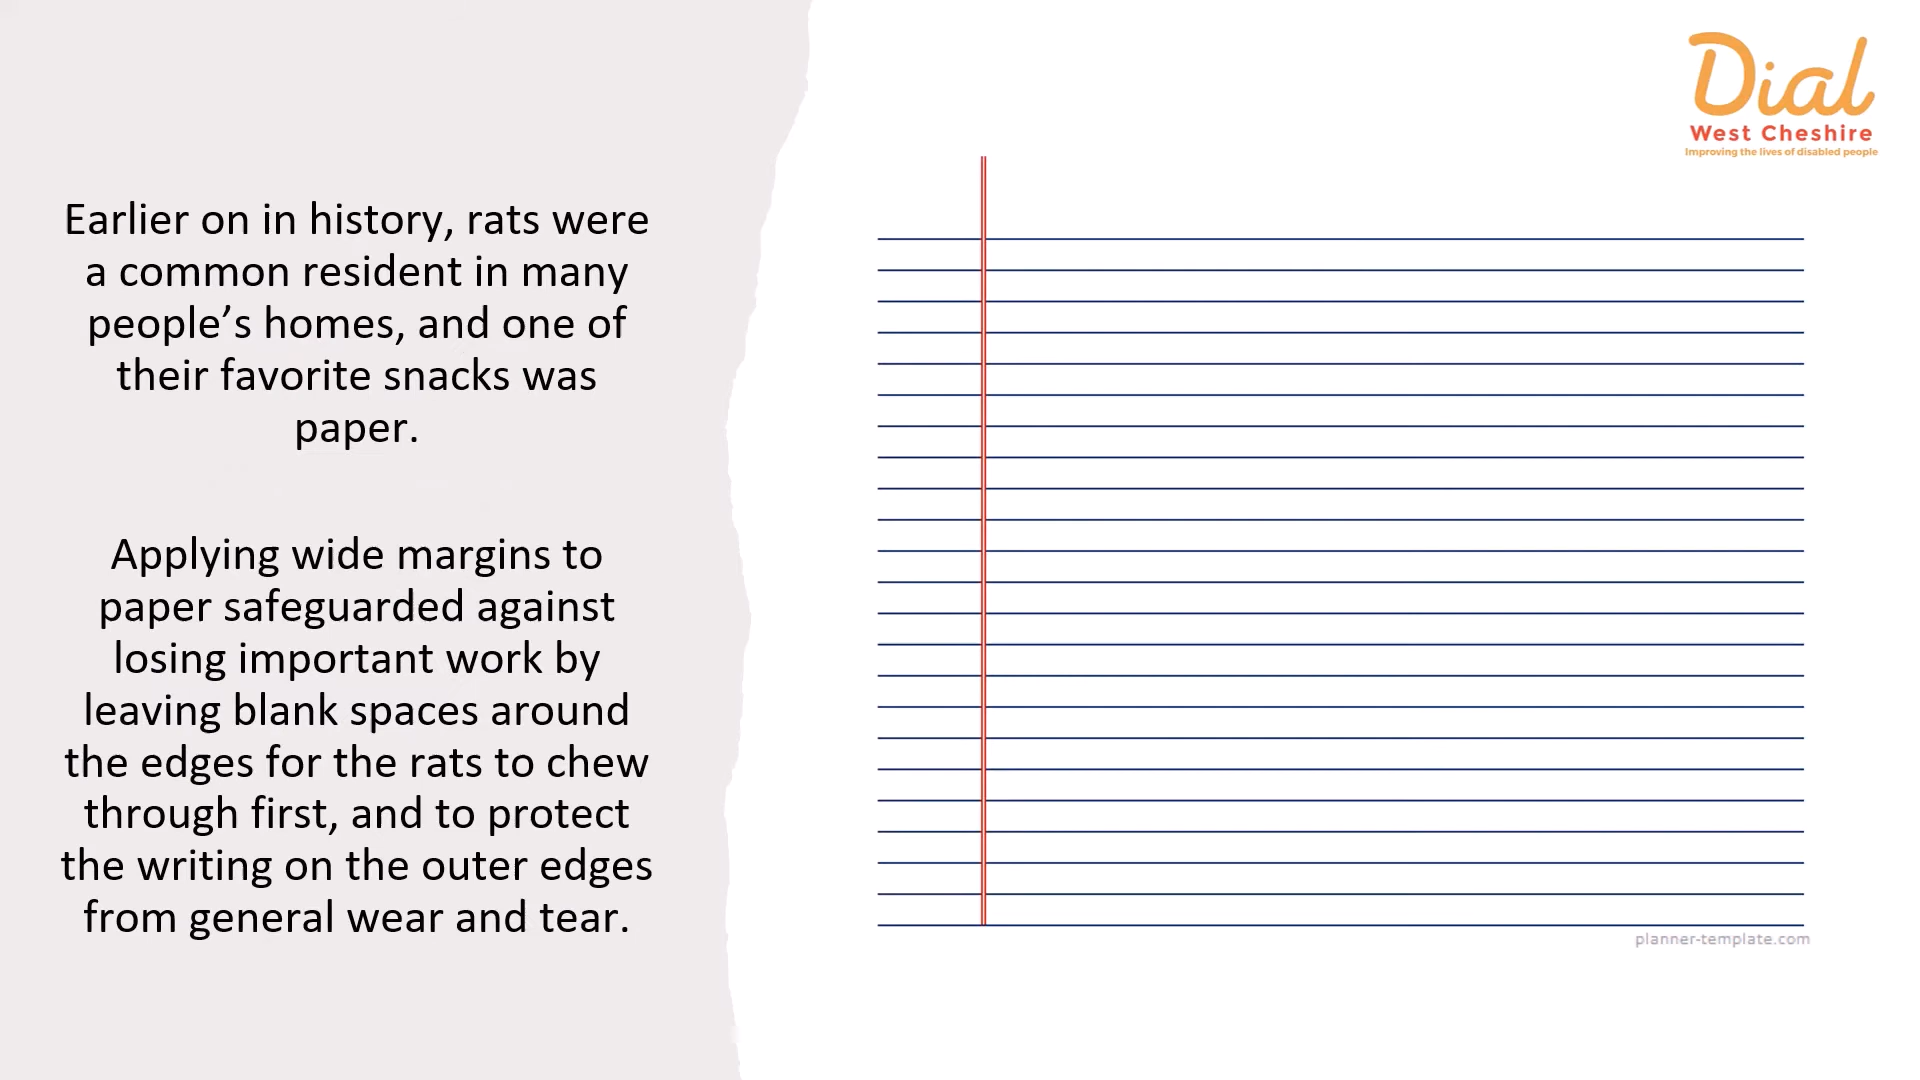 Dial
West Cheshire
Improving the lives of disabled people
Earlier on in history, rats were
a common resident in many
people’s homes, and one of
their favorite snacks was
paper.
Applying wide margins to
paper safeguarded against
losing important work by
leaving blank spaces around
the edges for the rats to chew
through first, and to protect
the writing on the outer edges
from general wear and tear.
planner-template.com